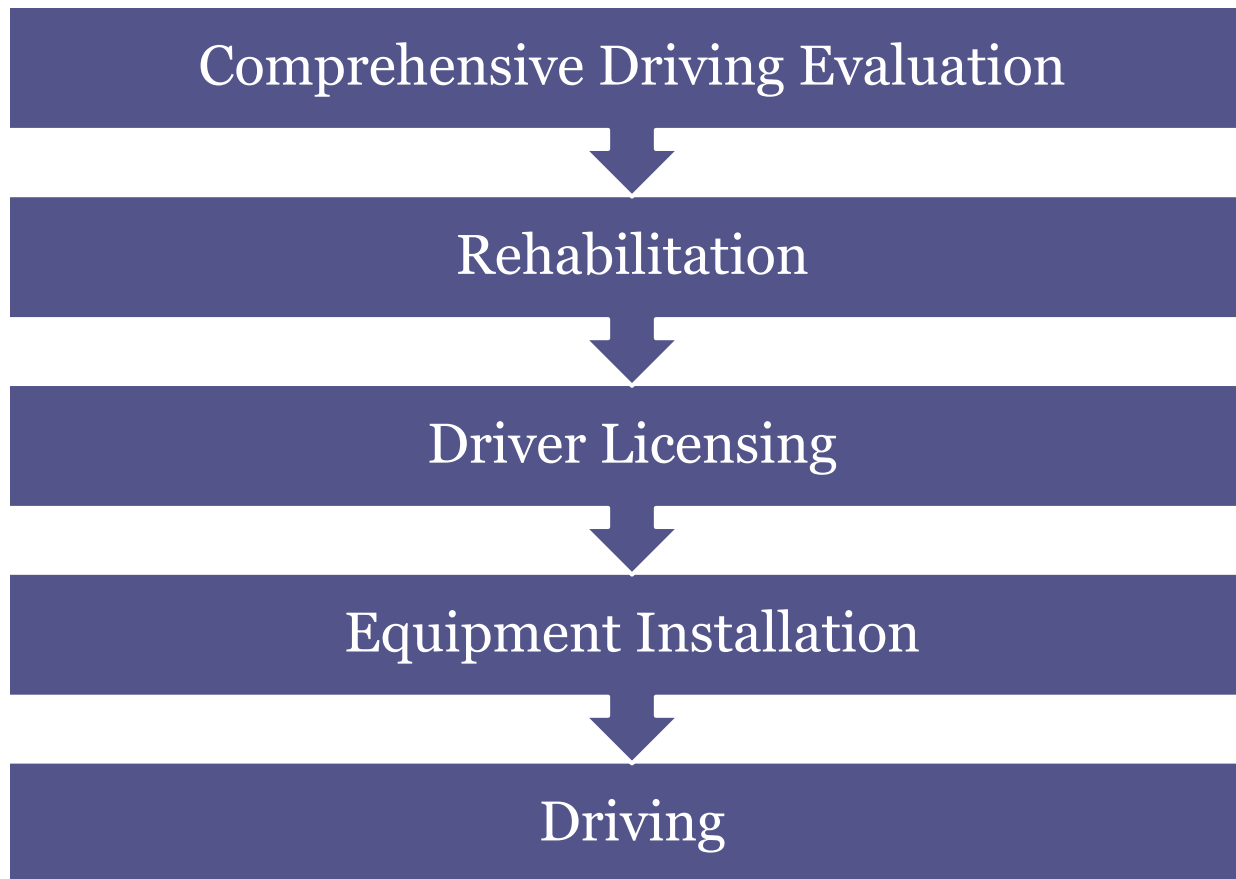 Comprehensive Driving Evaluation
Rehabilitation
Driver Licensing
Equipment Installation
Driving